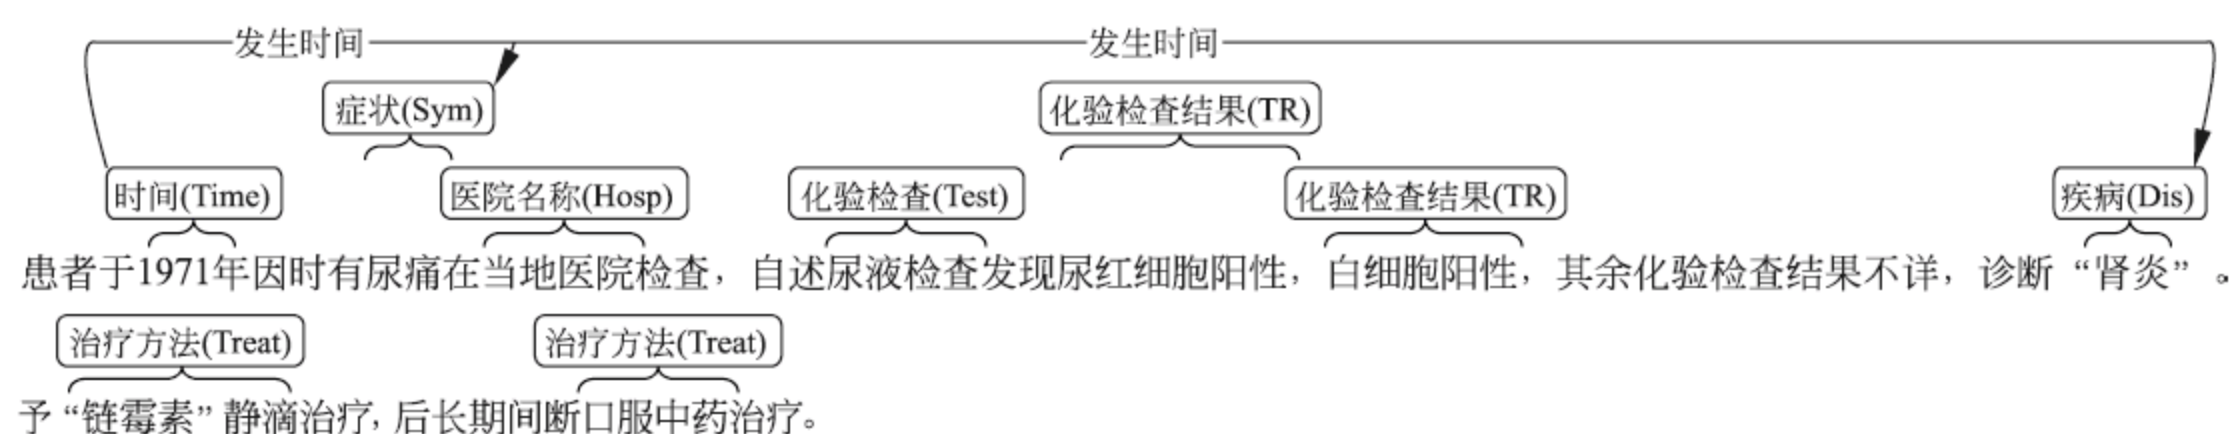 发生时间 发生时间
症状(Sym) 化验检查结果(TR)
时间(Time) 医院名称(Hosp) 化验检查(Test) 化验检查结果(TR) 疾病(Dis)
患者于1971年因时有尿痛在当地医院检查，自述尿液检查发现尿红细胞阳性，白细胞阳性，其余化验检查结果不详，诊断“肾炎”。
治疗方法(Treat) 治疗方法(Treat)
予“链霉素”静滴治疗, 后长期间断口服中药治疗。